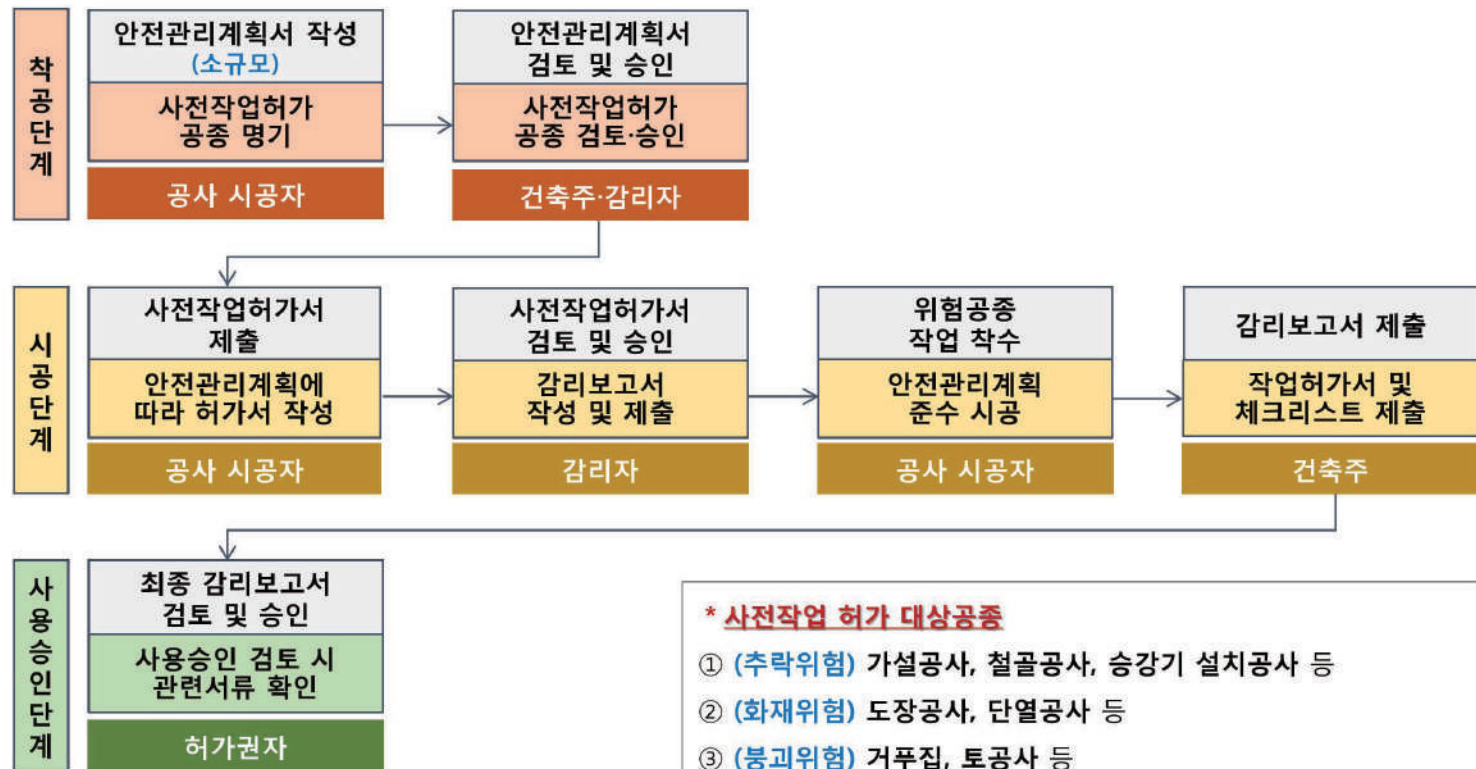 착공단계
안전관리계획서 작성
(소규모)
사전작업허가
공종 명기
공사 시공자
안전관리계획서
검토 및 승인
사전작업허가
공종 검토·승인
건축주·감리자
시공단계
사전작업허가서
제출
안전관리계획에
따라 허가서 작성
공사 시공자
사전작업허가서
검토 및 승인
감리보고서
작성 및 제출
감리자
위험공종
작업 착수
안전관리계획
준수 시공
공사 시공자
감리보고서 제출
작업허가서 및
체크리스트 제출
건축주
사용승인단계
최종 감리보고서
검토 및 승인
사용승인 검토 시
관련서류 확인
허가권자
* 사전작업 허가 대상공종
① (추락위험) 가설공사, 철골공사, 승강기 설치공사 등
② (화재위험) 도장공사, 단열공사 등
③ (붕괴위험) 거푸집, 토공사 등